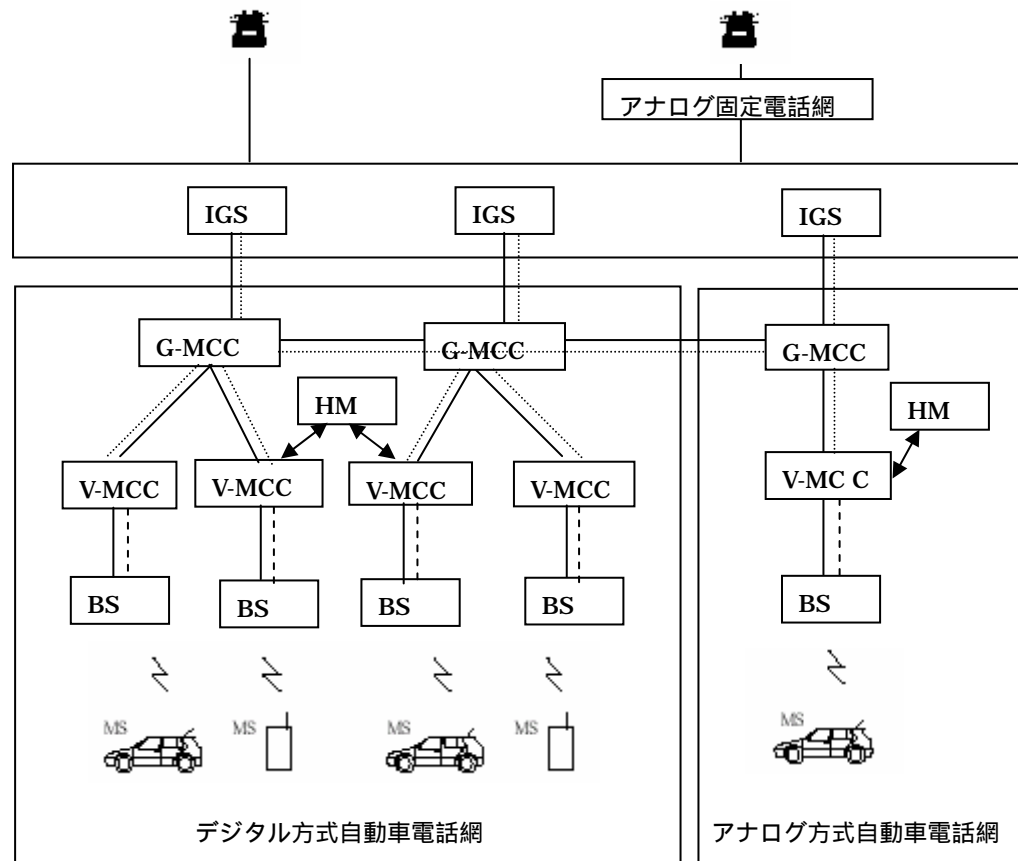 アナログ固定電話網
IGS
IGS
IGS
G-MCC
G-MCC
G-MCC
HM
HM
V-MCC
V-MCC
V-MCC
V-MCC
V-MC C
BS
BS
BS
BS
BS
MS
MS
MS
MS
MS
デジタル方式自動車電話網
アナログ方式自動車電話網